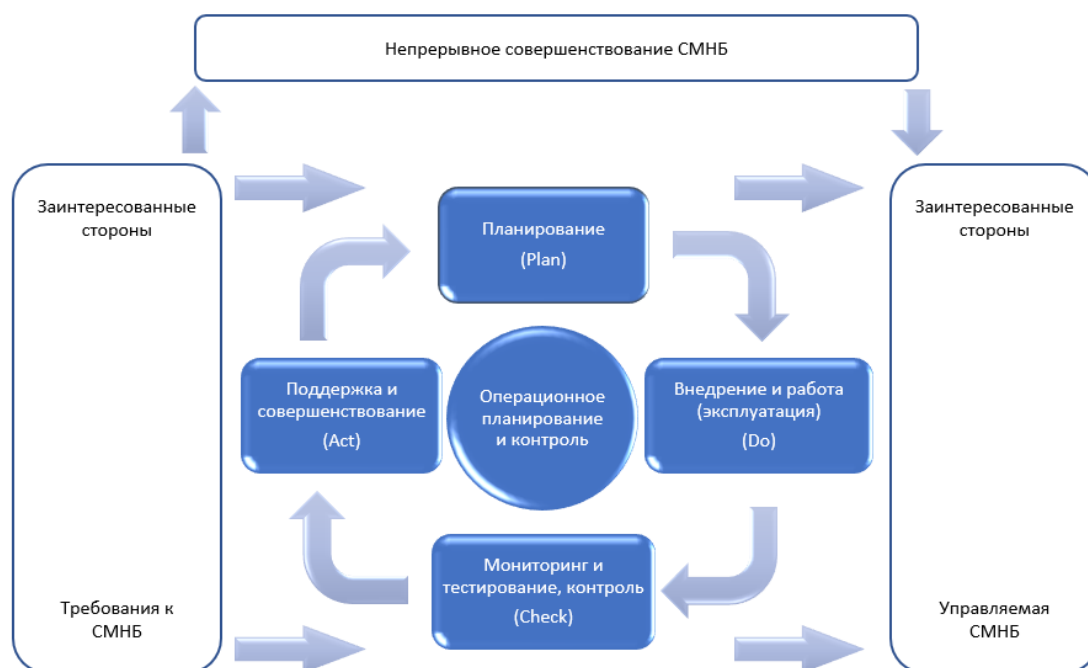 Непрерывное совершенствование СМНБ
Заинтересованные
стороны
Заинтересованные
стороны
Планирование
(Plan)
Поддержка и
совершенствование
(Act)
Операционное
планирование
и контроль
Внедрение и работа
(эксплуатация)
(Do)
Мониторинг и
тестирование, контроль
(Check)
Требования к
СМНБ
Управляемая
СМНБ